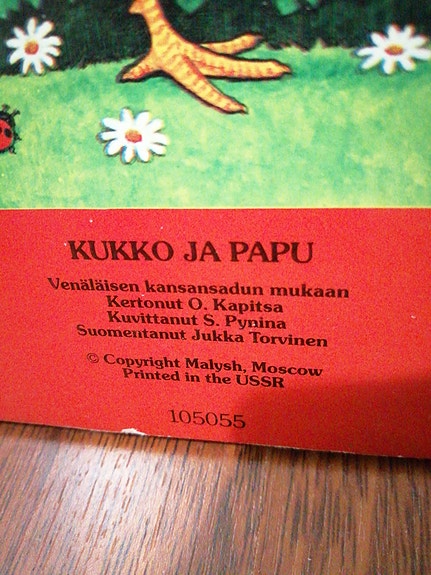 KUKKO JA PAPU
Venäläisen kansansadun mukaan
Kertonut O. Kapitsa
Kuvittanut S. Pynina
Suomentanut Jukka Torvinen
© Copyright Malysh, Moscow
Printed in the USSR
105055